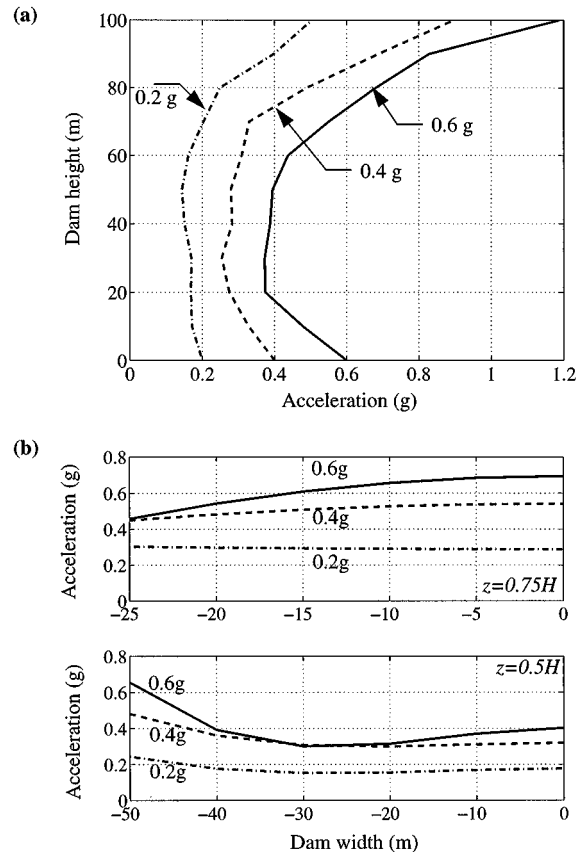 (a)
100
80
60
40
20
0
Dam height (m)
0.2 g
0.6 g
0.4 g
0
0.2
0.4
0.6
0.8
1
1.2
Acceleration (g)
(b)
0.8
0.6
0.4
0.2
0
Acceleration (g)
0.6g
0.4g
0.2g
z=0.75H
−25
−20
−15
−10
−5
0
0.8
0.6
0.4
0.2
0
Acceleration (g)
0.6g
0.4g
0.2g
z=0.5H
−50
−40
−30
−20
−10
0
Dam width (m)